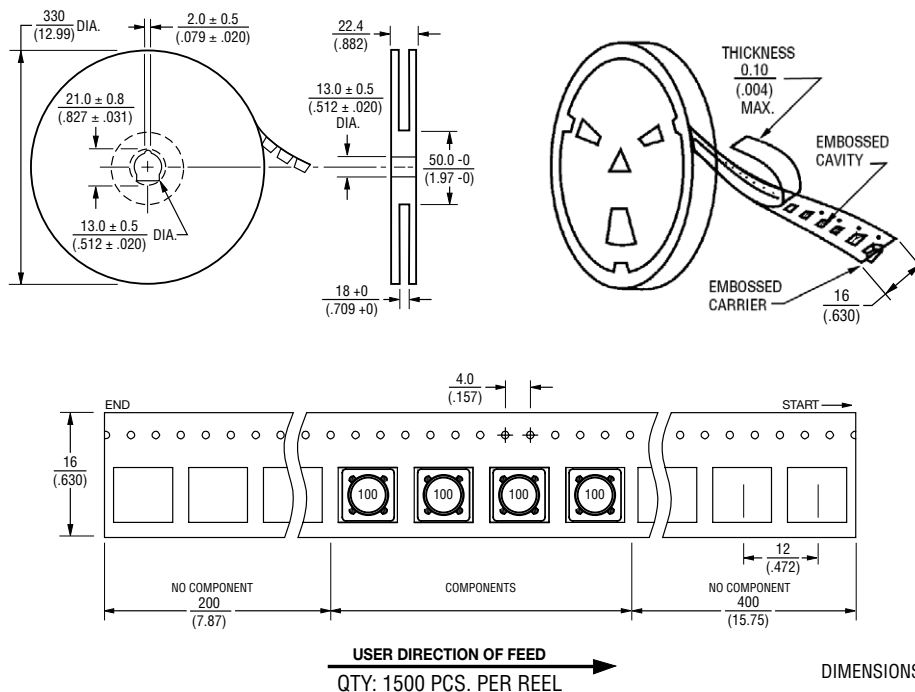 330
(12.99) DIA.
2.0 ± 0.5
(.079 ± .020)
21.0 ± 0.8
(.827 ± .031)
13.0 ± 0.5
(.512 ± .020) DIA.
22.4
(.882)
13.0 ± 0.5
(.512 ± .020)
DIA.
50.0 -0
(1.97 -0)
18 +0
(.709 +0)
THICKNESS
0.10
(.004)
MAX.
EMBOSSED
CAVITY
EMBOSSED
CARRIER
16
(.630)
4.0
(.157)
END
START
16
(.630)
100 100 100 100
12
(.472)
NO COMPONENT
200
(7.87)
COMPONENTS
NO COMPONENT
400
(15.75)
USER DIRECTION OF FEED
QTY: 1500 PCS. PER REEL
DIMENSIONS